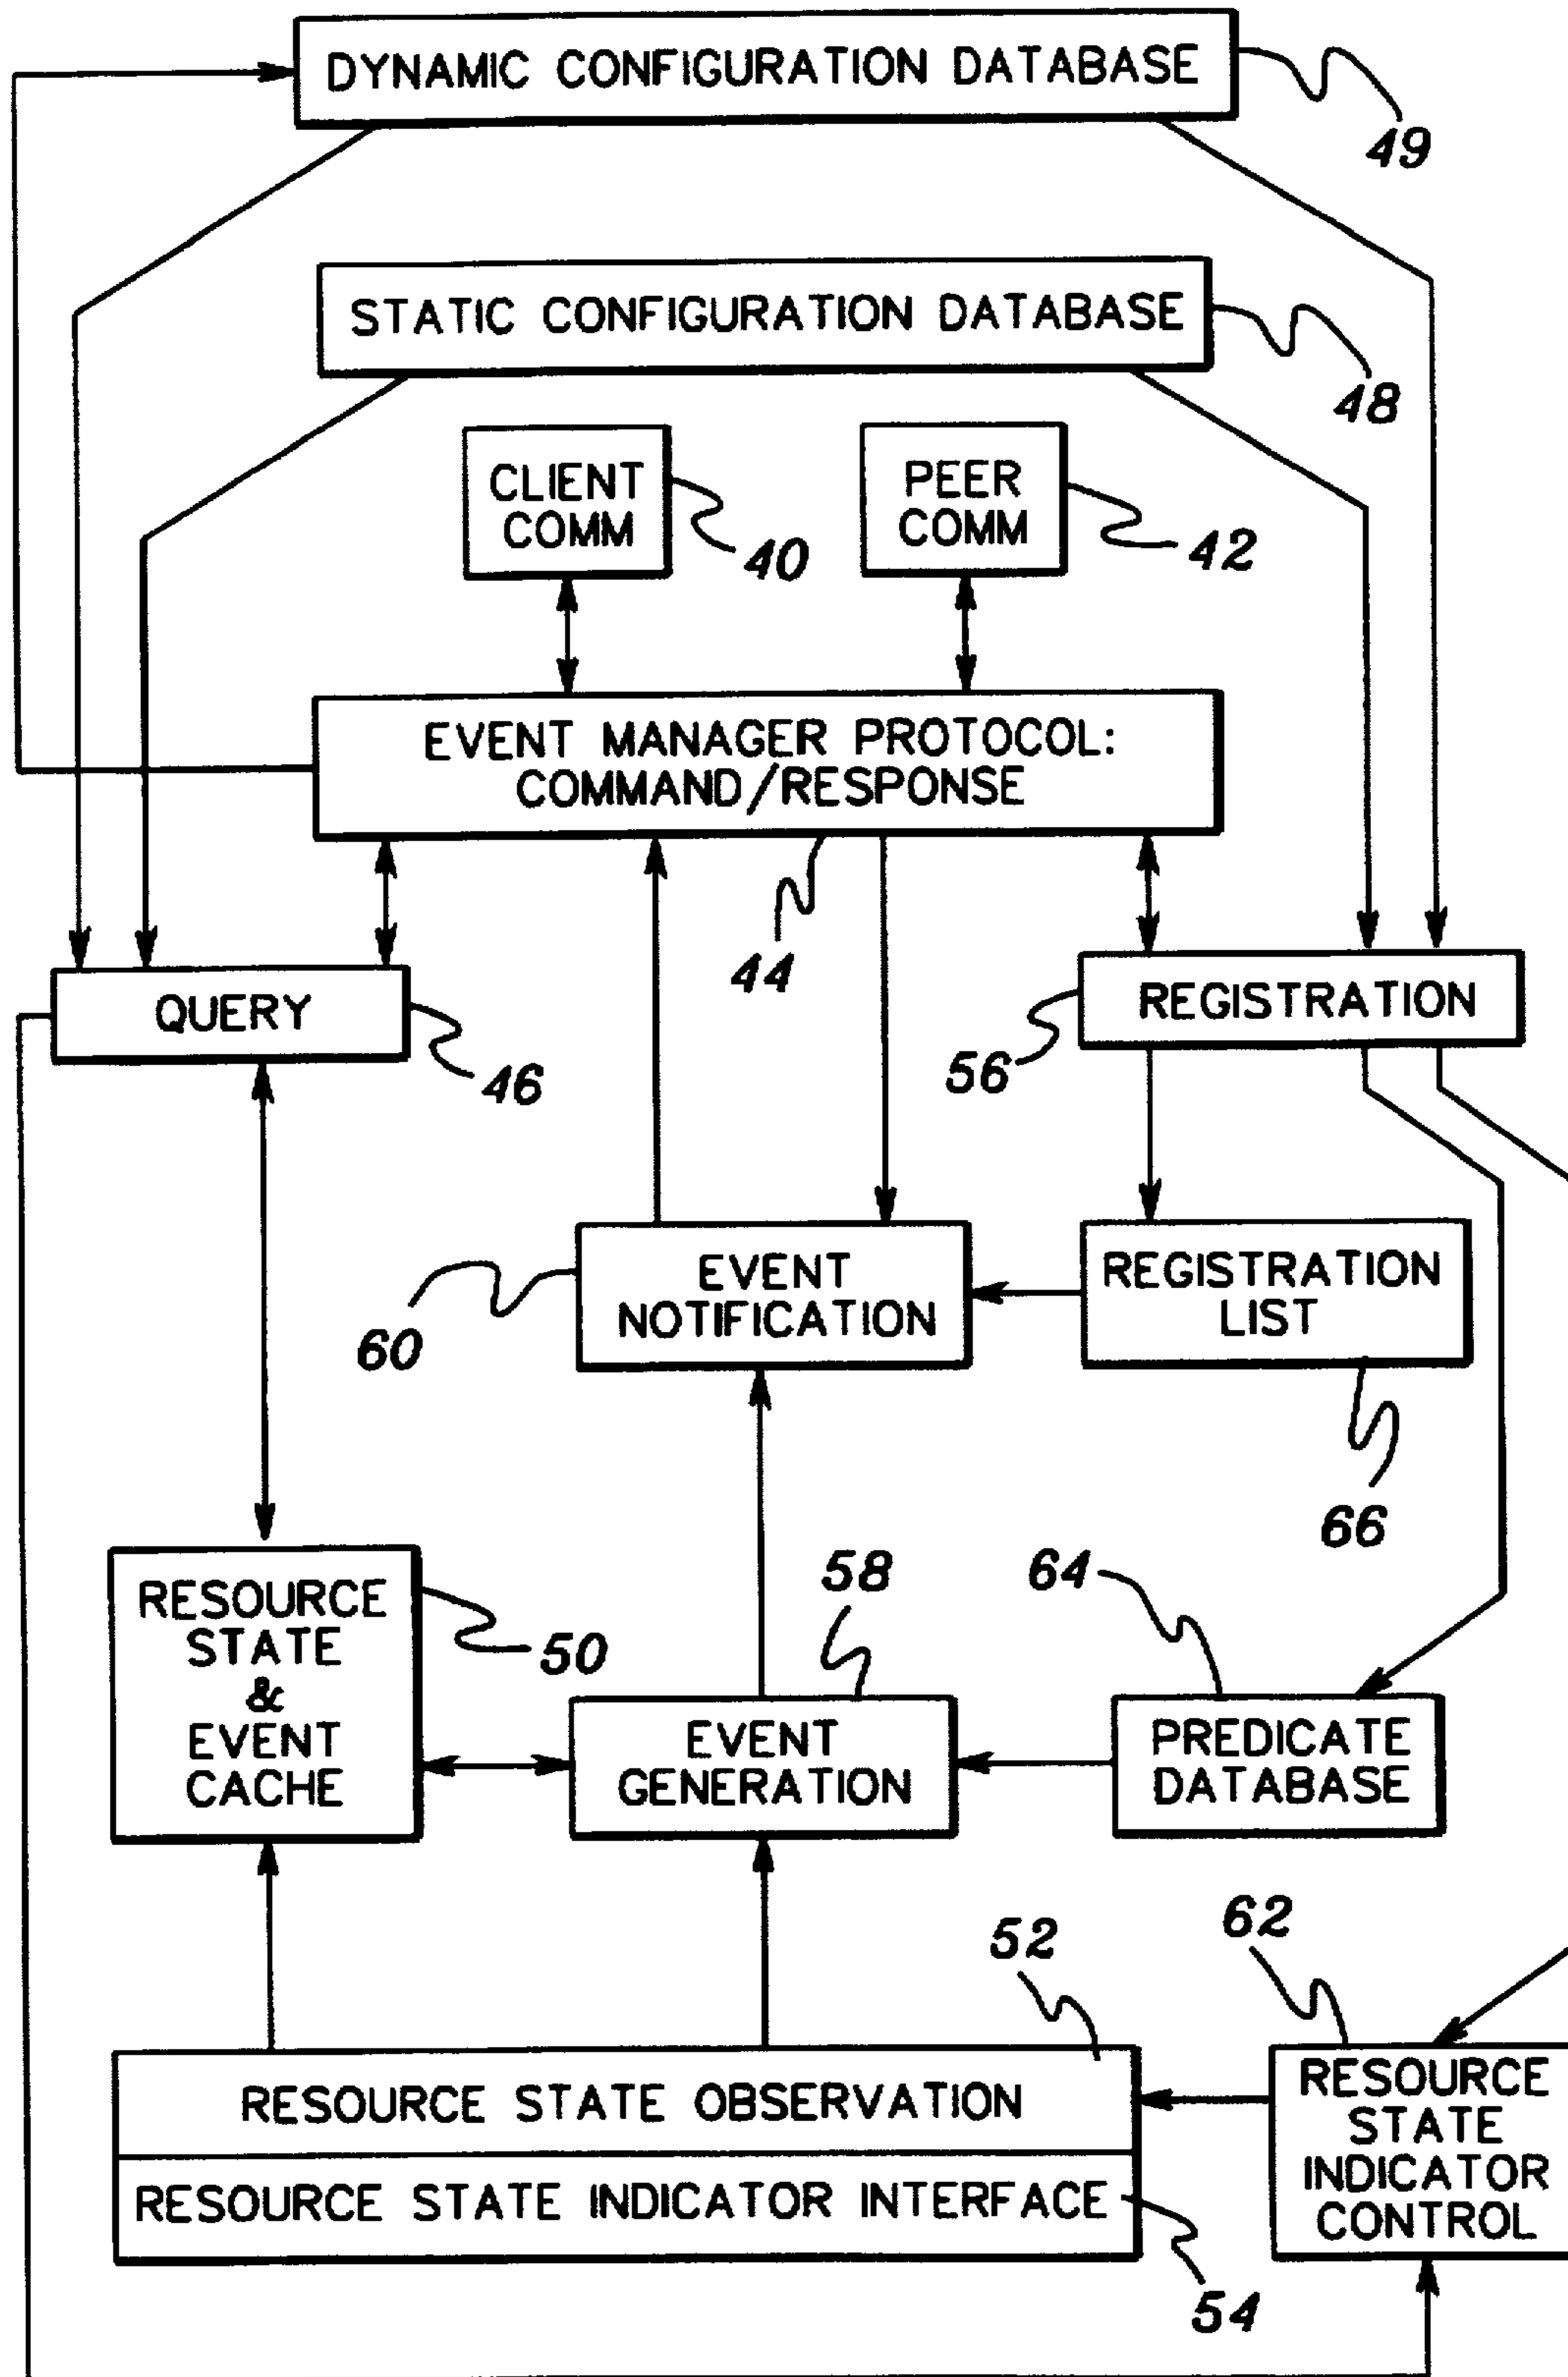 DYNAMIC CONFIGURATION DATABASE
49
STATIC CONFIGURATION DATABASE
48
CLIENT
COMM
40
PEER
COMM
42
EVENT MANAGER PROTOCOL:
COMMAND/RESPONSE
44
QUERY
46
REGISTRATION
56
EVENT
NOTIFICATION
60
REGISTRATION
LIST
66
RESOURCE
STATE
&
EVENT
CACHE
50
58
EVENT
GENERATION
64
PREDICATE
DATABASE
52
RESOURCE STATE OBSERVATION
RESOURCE STATE INDICATOR INTERFACE
54
62
RESOURCE
STATE
INDICATOR
CONTROL